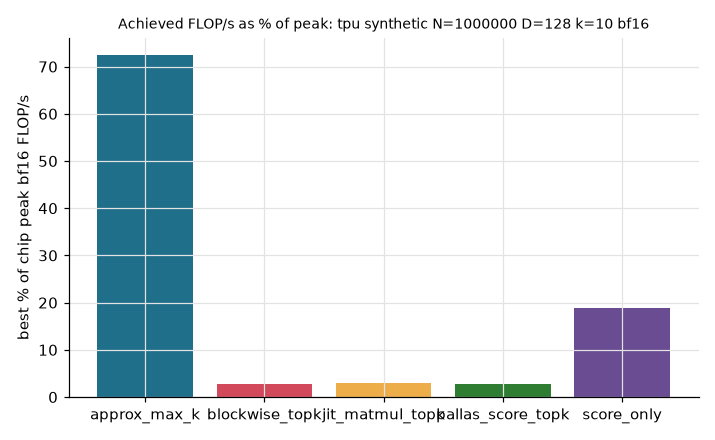 Achieved FLOP/s as % of peak: tpu synthetic N=1000000 D=128 k=10 bf16
best % of chip peak bf16 FLOP/s
70
60
50
40
30
20
10
0
approx_max_k blockwise_topk jit_matmul_topk pallas_score_topk score_only